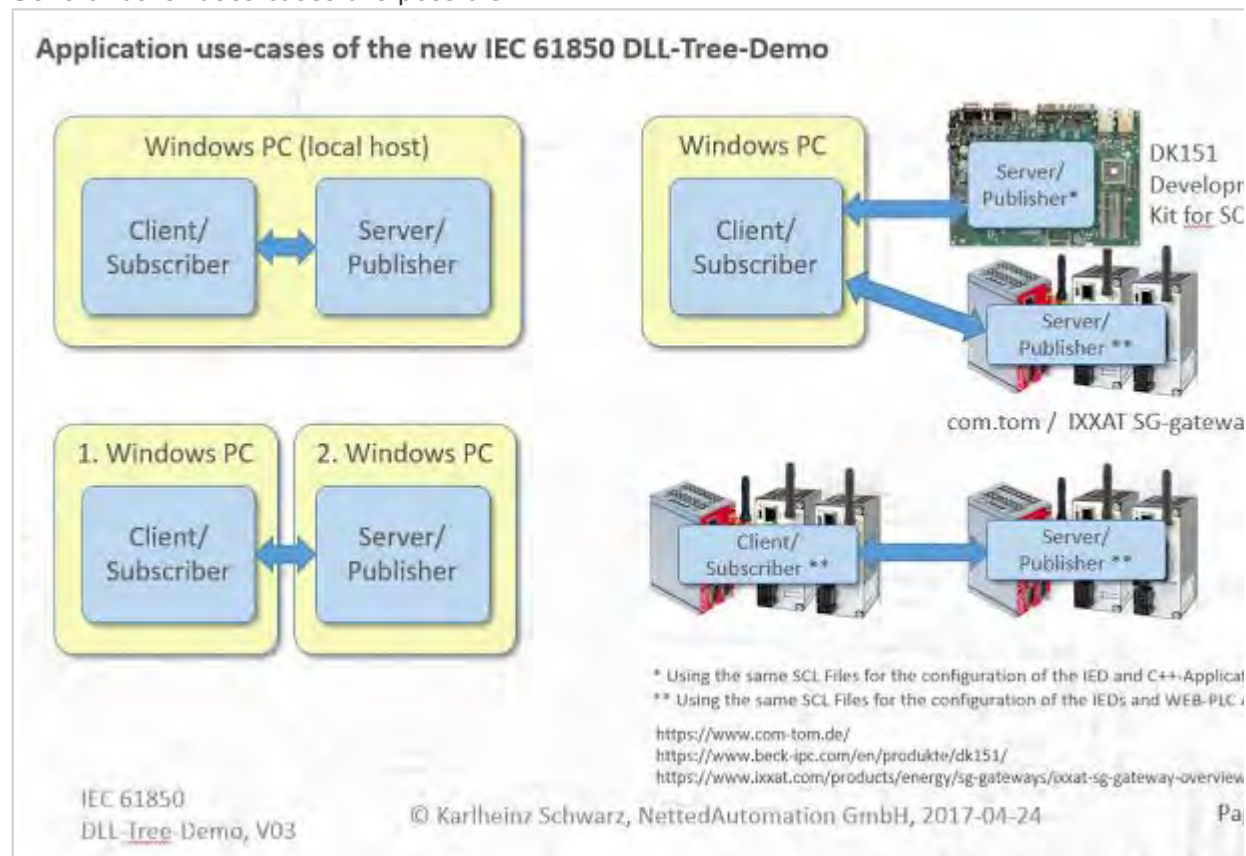 Application use-cases of the new IEC 61850 DLL-Tree-Demo
Windows PC (local host)
Client/
Subscriber
Server/
Publisher
Windows PC
Client/
Subscriber
Server/
Publisher*
DK151
Developm
Kit for SC
Server/
Publisher **
com.tom / IXXAT SG-gatewa
1. Windows PC
Client/
Subscriber
2. Windows PC
Server/
Publisher
Client/
Subscriber **
Server/
Publisher **
* Using the same SCL Files for the configuration of the IED and C++-Applicat
** Using the same SCL Files for the configuration of the IEDs and WEB-PLC
https://www.com-tom.de/
https://www.beck-ipc.com/en/produkte/dk151/
https://www.ixxat.com/products/energy/sg-gateways/ixxat-sg-gateway-overview
IEC 61850
DLL-Tree-Demo, V03
© Karlheinz Schwarz, NettedAutomation GmbH, 2017-04-24
Pag